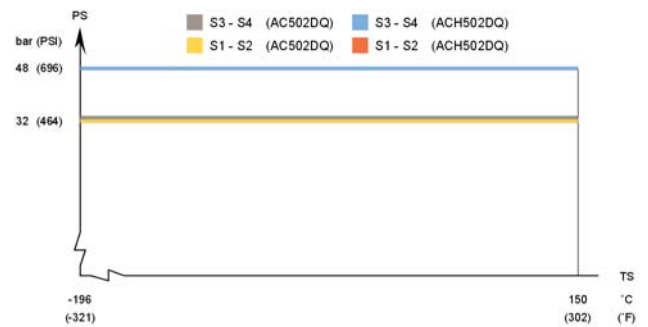 PS
S3 - S4 (AC502DQ) S3 - S4 (ACH502DQ)
bar (PSI) S1 - S2 (AC502DQ) S1 - S2 (ACH502DQ)
48 (696)
32 (464)
TS
-196 150 °C
(-321) (302) (°F)